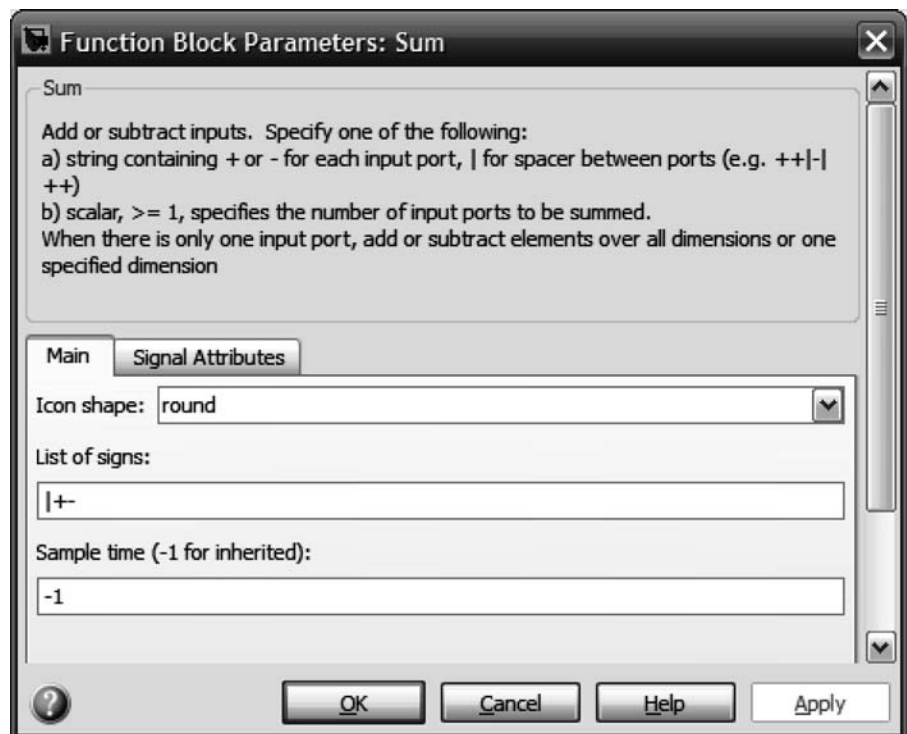 Function Block Parameters: Sum
Sum
Add or subtract inputs.  Specify one of the following:
a) string containing + or - for each input port, | for spacer between ports (e.g. ++|-|
++)
b) scalar, >= 1, specifies the number of input ports to be summed.
When there is only one input port, add or subtract elements over all dimensions or one
specified dimension
Main Signal Attributes
Icon shape: round
List of signs:
|+-
Sample time (-1 for inherited):
-1
? OK Cancel Help Apply